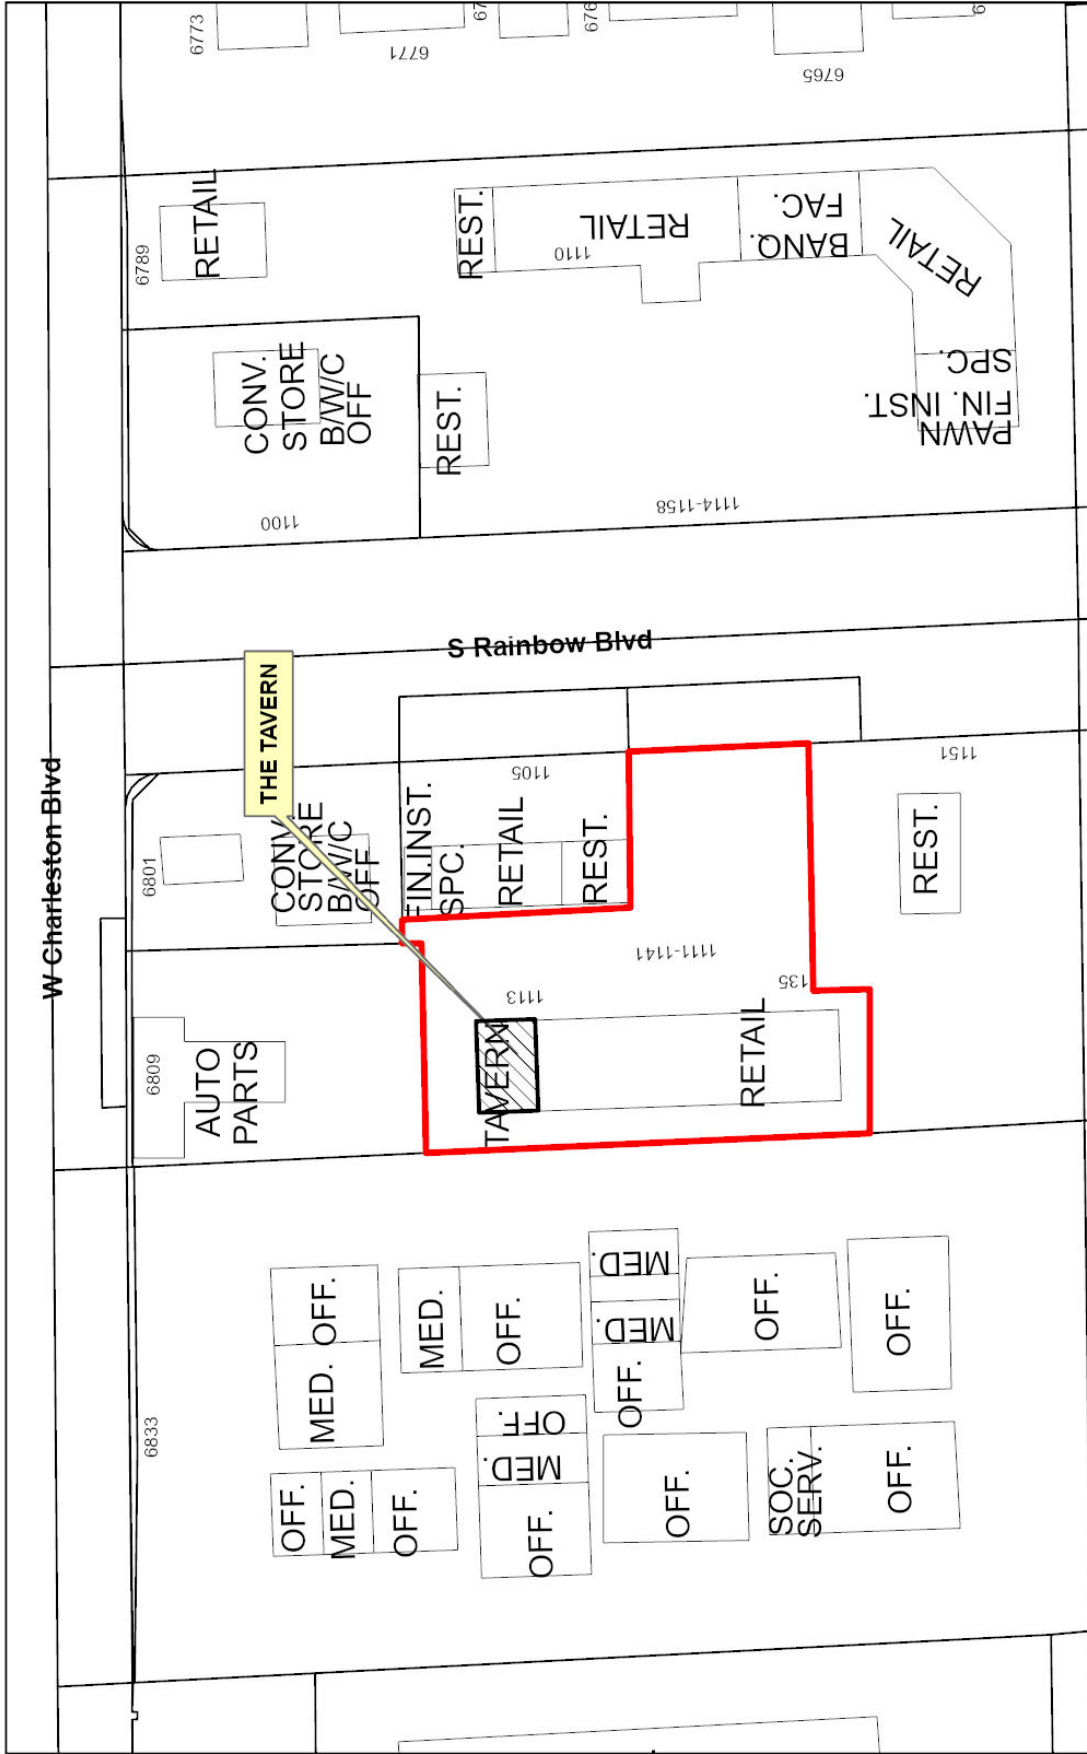 6773
6771
6765
RETAIL
6789
REST.
RETAIL
1110
BANQ.
FAC.
RETAIL
CONV.
STORE
B/W/C
OFF
REST.
PAWN
FIN. INST.
SPC.
1100
1114-1158
S Rainbow Blvd
W Charleston Blvd
THE TAVERN
6801
CONV.
STORE
B/W/C
OFF
FIN.INST.
SPC.
RETAIL
REST.
1105
1151
REST.
1111-1141
135
1113
TAVERN
RETAIL
6809
AUTO
PARTS
6833
MED.
OFF.
MED.
OFF.
MED.
MED.
OFF.
OFF.
OFF.
OFF.
MED.
OFF.
OFF.
MED.
OFF.
OFF.
SOC.
SERV.
OFF.